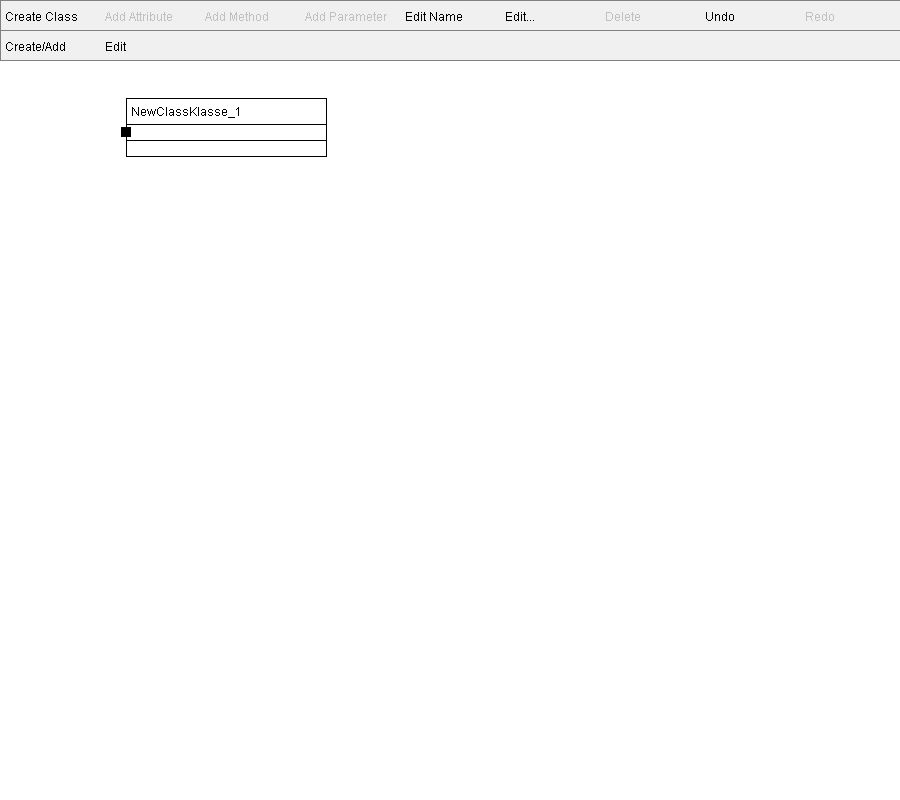 Create Class Add Attribute Add Method Add Parameter Edit Name Edit... Delete Undo Redo
Create/Add Edit
NewClassKlasse_1